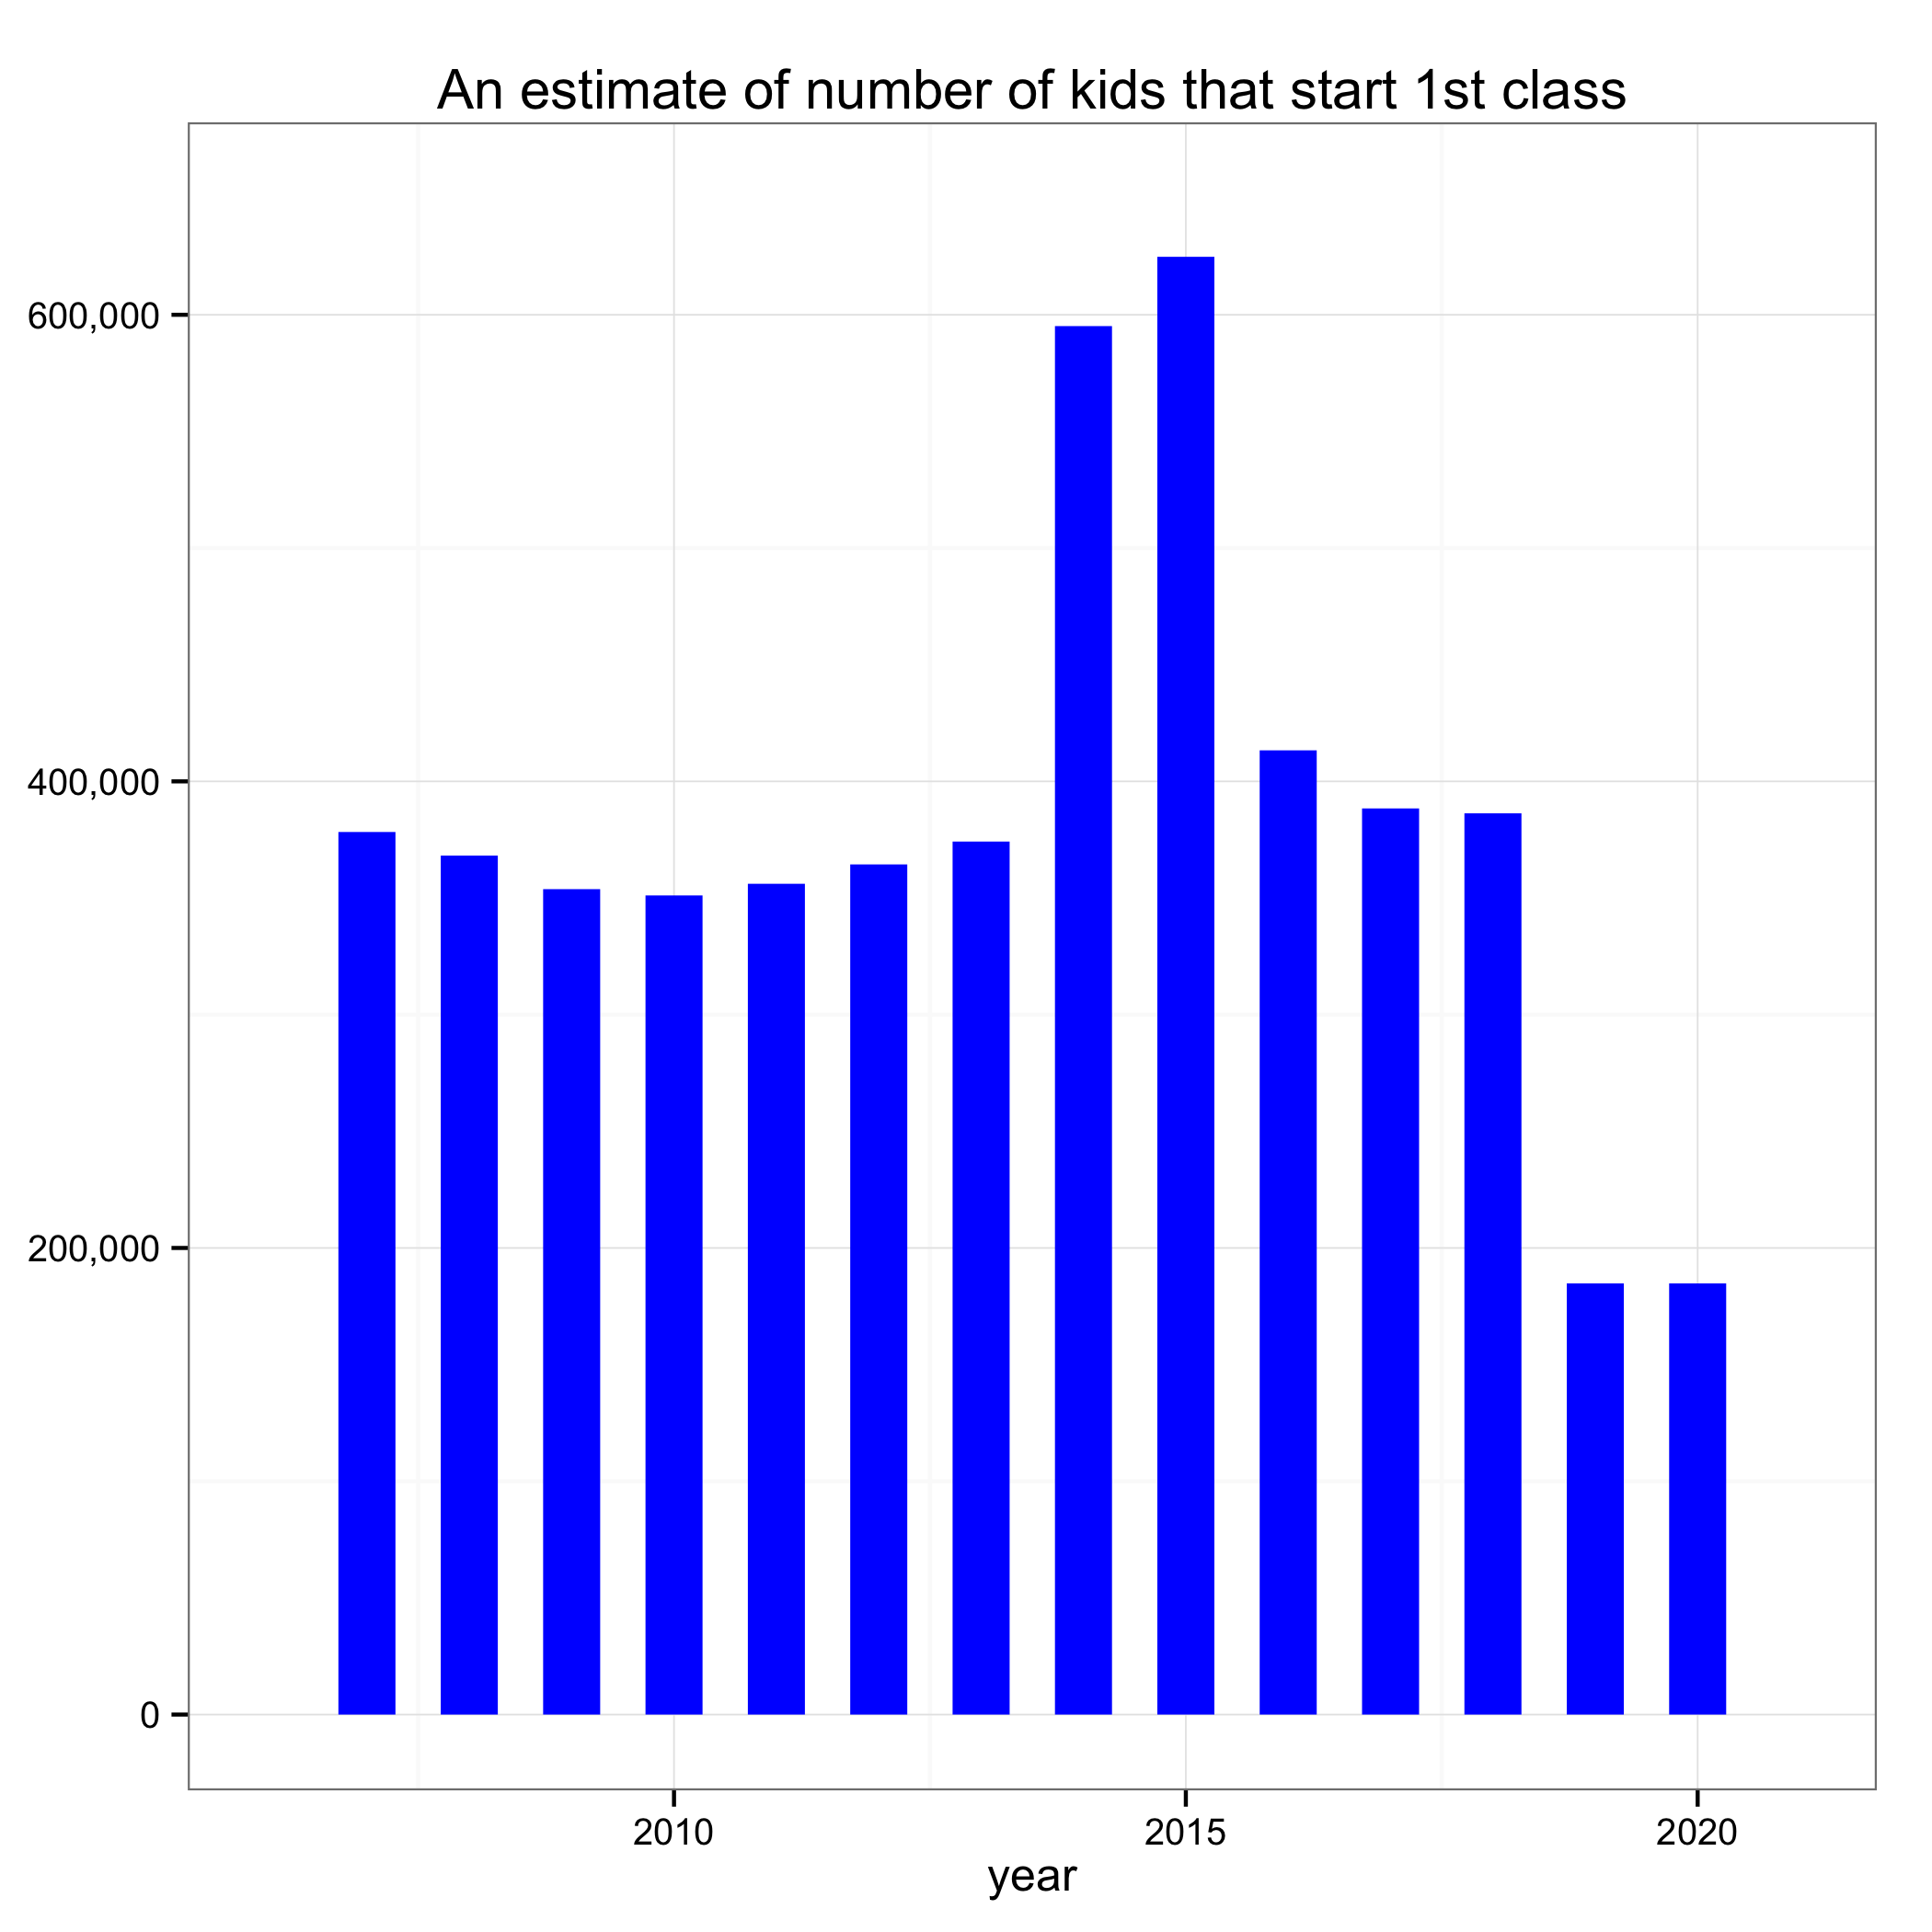 An estimate of number of kids that start 1st class
600,000
400,000
200,000
0
2010 2015 2020
year